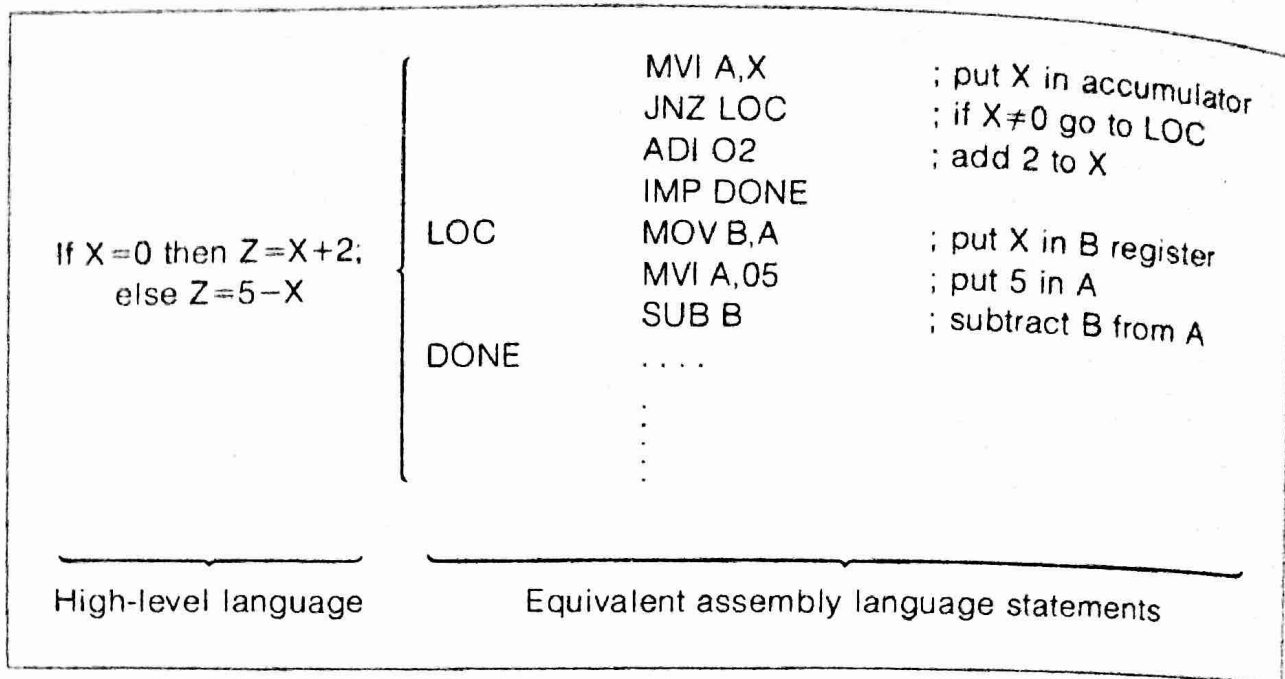 MVI A,X ; put X in accumulator
JNZ LOC ; if X≠0 go to LOC
ADI O2 ; add 2 to X
IMP DONE
LOC MOV B,A ; put X in B register
If X=0 then Z=X+2;
MVI A,05 ; put 5 in A
else Z=5−X
SUB B ; subtract B from A
DONE . . . .
High-level language
Equivalent assembly language statements